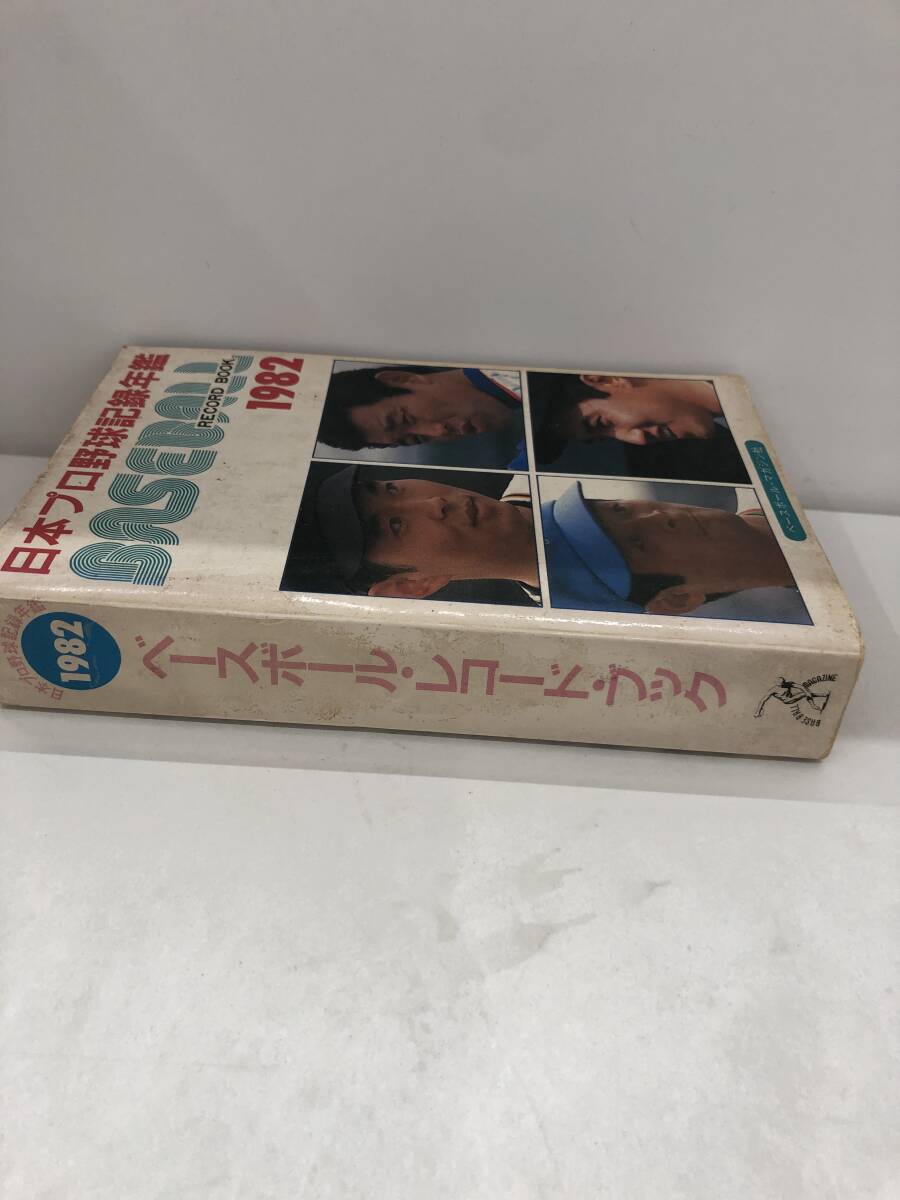 日本プロ野球記録年鑑
BASEBALL
RECORD BOOK
1982
ベースボール・マガジン社
日本プロ野球記録年鑑
1982
ベースボール・レコード・ブック
BASE BALL MAGAZINE